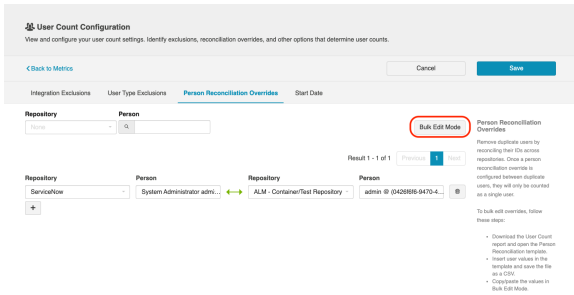 User Count Configuration
View and configure your user count settings. Identify exclusions, reconciliation overrides, and other options that determine user counts.
Back to Metrics
Cancel
Save
Integration Exclusions User Type Exclusions Person Reconciliation Overrides Start Date
Repository Person
None
Bulk Edit Mode
Result 1 - 1 of 1 Previous 1 Next
Repository Person Repository Person
ServiceNow System Administrator admi... ALM - Container/Test Repository admin @ (0426f6f6-9470-4...
+
Person Reconciliation
Overrides
Remove duplicate users by
reconciling their IDs across
repositories. Once a person
reconciliation override is
configured between duplicate
users, they will only be counted
as a single user.
To bulk edit overrides, follow
these steps:
• Download the User Count
report and open the Person
Reconciliation template.
• Insert user values in the
template and save the file
as a CSV.
• Copy/paste the values in
Bulk Edit Mode.